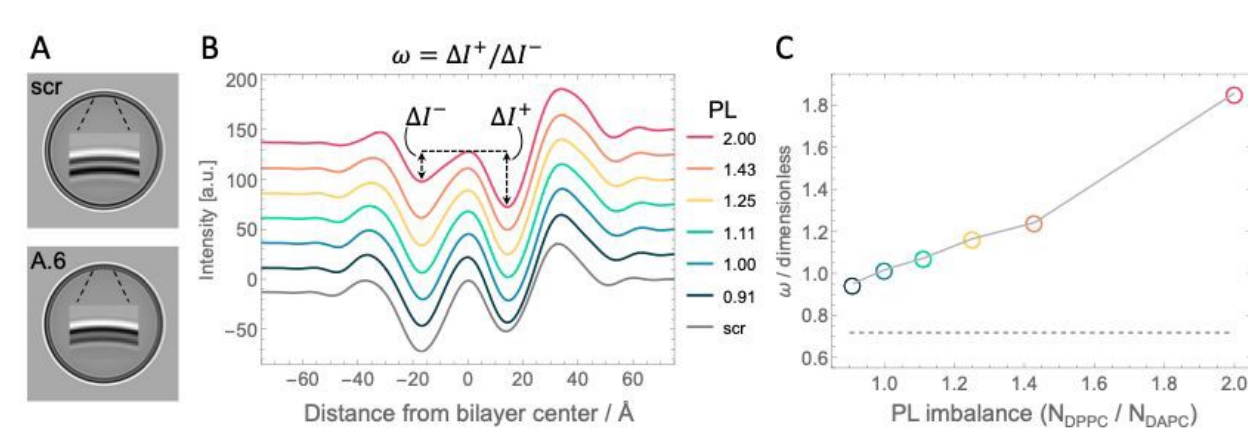 A
scr
A.6
B
ω = ΔI⁺/ΔI⁻
200
150
100
50
0
−50
Intensity [a.u.]
ΔI⁻
ΔI⁺
−60 −40 −20 0 20 40 60
Distance from bilayer center / Å
PL
2.00
1.43
1.25
1.11
1.00
0.91
scr
C
1.8
1.6
1.4
1.2
1.0
0.8
0.6
ω / dimensionless
1.0 1.2 1.4 1.6 1.8 2.0
PL imbalance (N_DPPC / N_DAPC)